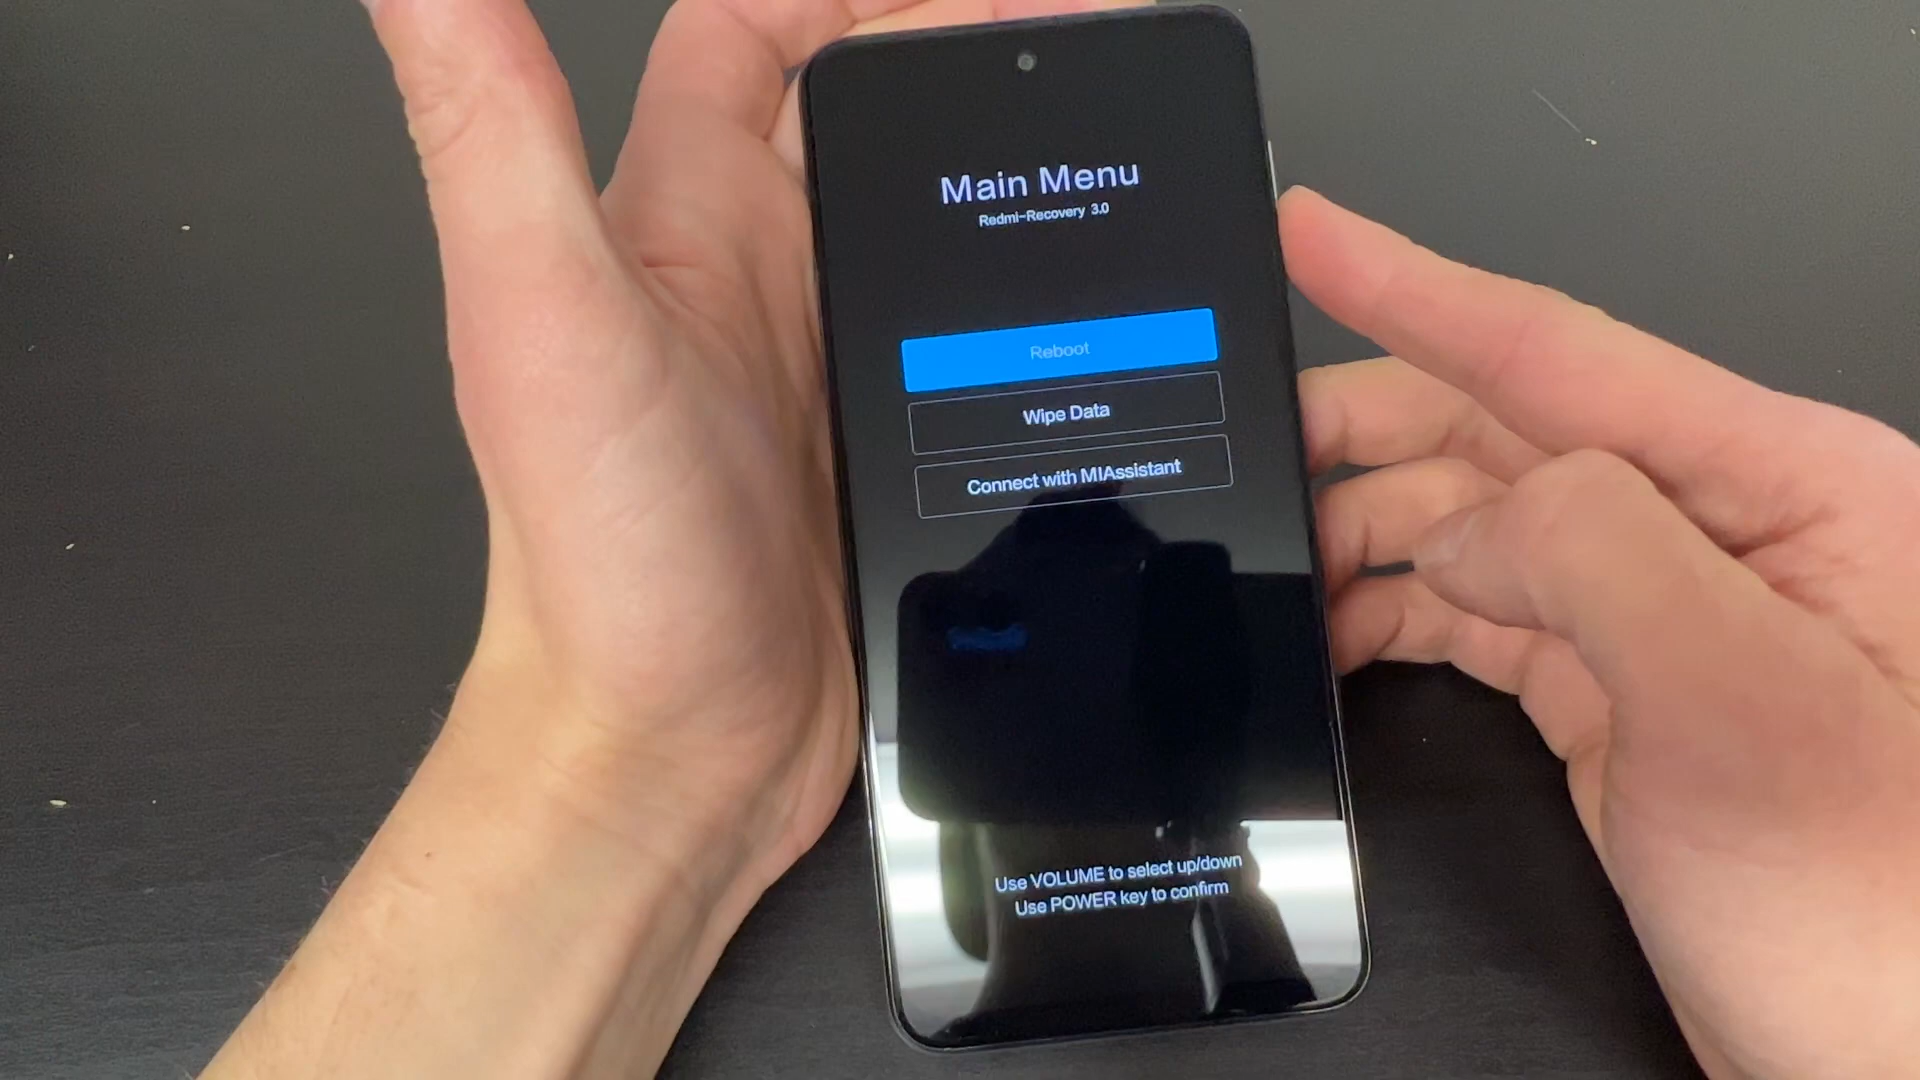 Main Menu
Redmi-Recovery 3.0
Reboot
Wipe Data
Connect with MIAssistant
Use VOLUME to select up/down
Use POWER key to confirm